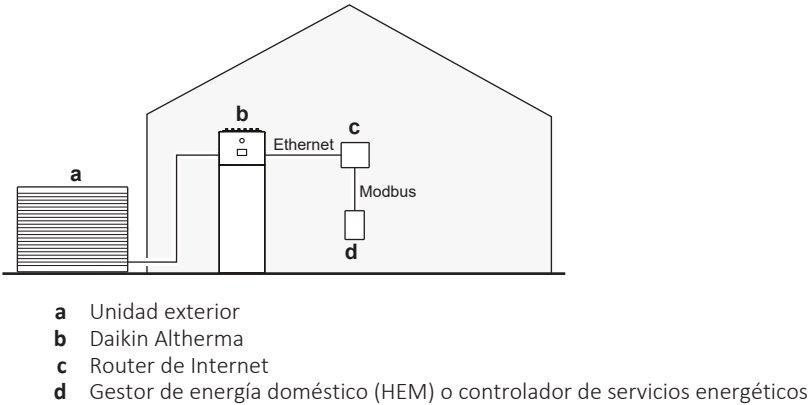 b
c
Ethernet
a
Modbus
d
a Unidad exterior
b Daikin Altherma
c Router de Internet
d Gestor de energía doméstico (HEM) o controlador de servicios energéticos